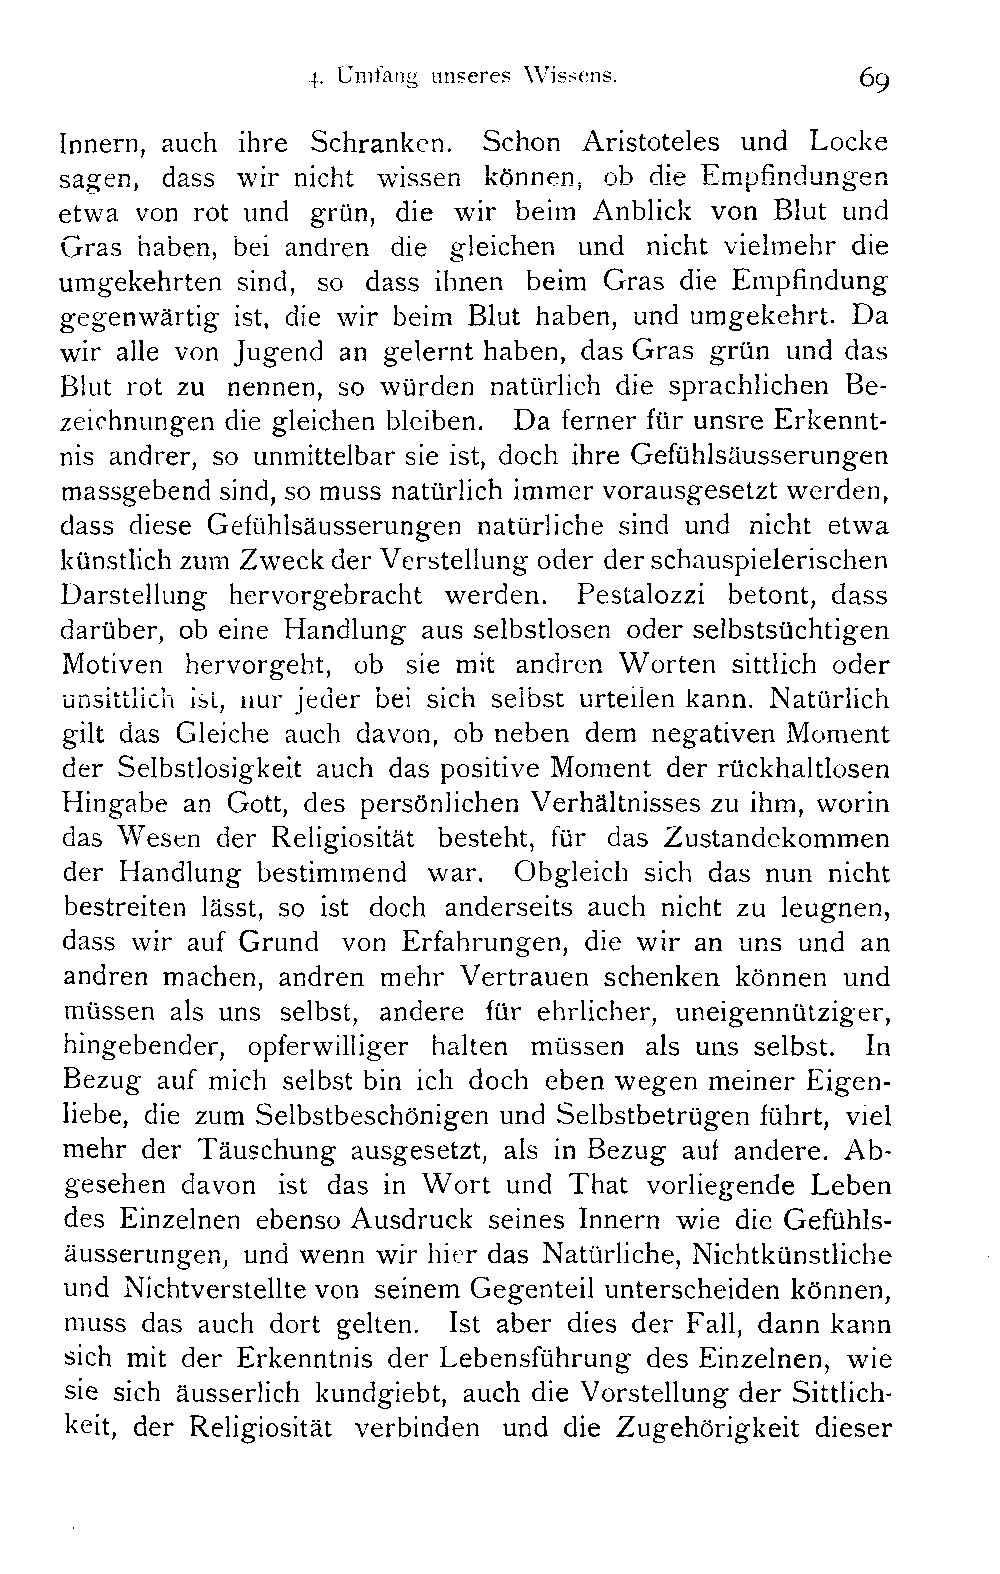 4. Umfang unseres Wissens. 69
Innern, auch ihre Schranken. Schon Aristoteles und Locke
sagen, dass wir nicht wissen können, ob die Empfindungen
etwa von rot und grün, die wir beim Anblick von Blut und
Gras haben, bei andren die gleichen und nicht vielmehr die
umgekehrten sind, so dass ihnen beim Gras die Empfindung
gegenwärtig ist, die wir beim Blut haben, und umgekehrt. Da
wir alle von Jugend an gelernt haben, das Gras grün und das
Blut rot zu nennen, so würden natürlich die sprachlichen Be-
zeichnungen die gleichen bleiben. Da ferner für unsre Erkennt-
nis andrer, so unmittelbar sie ist, doch ihre Gefühlsäusserungen
massgebend sind, so muss natürlich immer vorausgesetzt werden,
dass diese Gefühlsäusserungen natürliche sind und nicht etwa
künstlich zum Zweck der Verstellung oder der schauspielerischen
Darstellung hervorgebracht werden. Pestalozzi betont, dass
darüber, ob eine Handlung aus selbstlosen oder selbstsüchtigen
Motiven hervorgeht, ob sie mit andren Worten sittlich oder
unsittlich ist, nur jeder bei sich selbst urteilen kann. Natürlich
gilt das Gleiche auch davon, ob neben dem negativen Moment
der Selbstlosigkeit auch das positive Moment der rückhaltlosen
Hingabe an Gott, des persönlichen Verhältnisses zu ihm, worin
das Wesen der Religiosität besteht, für das Zustandekommen
der Handlung bestimmend war. Obgleich sich das nun nicht
bestreiten lässt, so ist doch anderseits auch nicht zu leugnen,
dass wir auf Grund von Erfahrungen, die wir an uns und an
andren machen, andren mehr Vertrauen schenken können und
müssen als uns selbst, andere für ehrlicher, uneigennütziger,
hingebender, opferwilliger halten müssen als uns selbst. In
Bezug auf mich selbst bin ich doch eben wegen meiner Eigen-
liebe, die zum Selbstbeschönigen und Selbstbetrügen führt, viel
mehr der Täuschung ausgesetzt, als in Bezug auf andere. Ab-
gesehen davon ist das in Wort und That vorliegende Leben
des Einzelnen ebenso Ausdruck seines Innern wie die Gefühls-
äusserungen, und wenn wir hier das Natürliche, Nichtkünstliche
und Nichtverstellte von seinem Gegenteil unterscheiden können,
muss das auch dort gelten. Ist aber dies der Fall, dann kann
sich mit der Erkenntnis der Lebensführung des Einzelnen, wie
sie sich äusserlich kundgiebt, auch die Vorstellung der Sittlich-
keit, der Religiosität verbinden und die Zugehörigkeit dieser